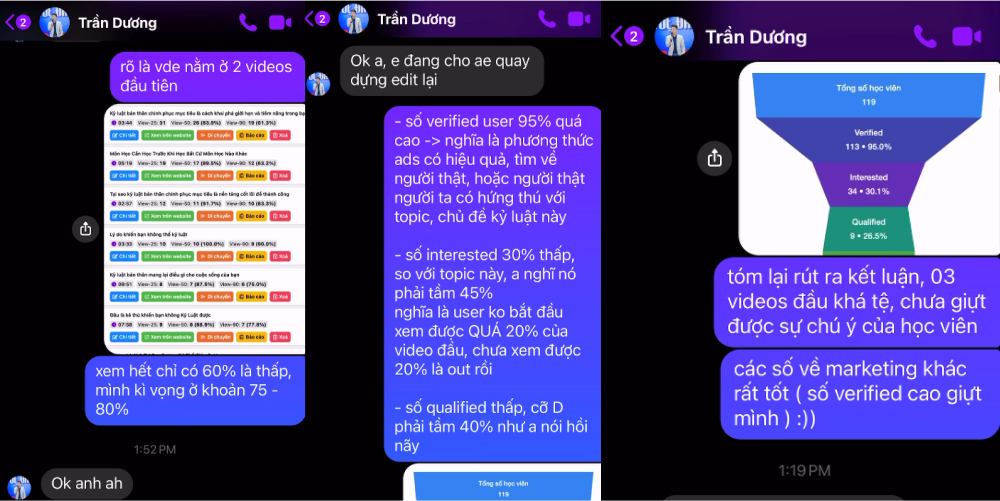 2
Trần Dương
rõ là vde nằm ở 2 videos
đầu tiên
Kỷ luật bản thân chinh phục mục tiêu là cách khai phá giới hạn và tiềm năng trong bạ
03:44 View-25: 31 View-50: 26 (83.9%) View-90: 19 (61.3%)
Chi tiết Xem trên website Di chuyển Báo cáo Xoá
Môn Học Cần Học Trước Khi Học Bất Cứ Môn Học Nào Khác
05:19 View-25: 19 View-50: 17 (89.5%) View-90: 12 (63.2%)
Chi tiết Xem trên website Di chuyển Báo cáo Xoá
Tại sao kỷ luật bản thân chinh phục mục tiêu là nền tảng cốt lõi để thành công
02:57 View-25: 12 View-50: 11 (91.7%) View-90: 10 (83.3%)
Chi tiết Xem trên website Di chuyển Báo cáo Xoá
Lý do khiến bạn không thể kỷ luật
03:33 View-25: 10 View-50: 10 (100.0%) View-90: 9 (90.0%)
Chi tiết Xem trên website Di chuyển Báo cáo Xoá
Kỷ luật bản thân mang lại điều gì cho cuộc sống của bạn
08:51 View-25: 8 View-50: 7 (87.5%) View-90: 6 (75.0%)
Chi tiết Xem trên website Di chuyển Báo cáo Xoá
Đâu là kẻ thù khiến bạn không Kỷ Luật được
07:58 View-25: 9 View-50: 8 (88.9%) View-90: 7 (77.8%)
Chi tiết Xem trên website Di chuyển Báo cáo Xoá
xem hết chỉ có 60% là thấp,
mình kì vọng ở khoản 75 -
80%
1:52 PM
Ok anh ah
2
Trần Dương
Ok a, e đang cho ae quay
dựng edit lại
- số verified user 95% quá
cao -> nghĩa là phương thức
ads có hiệu quả, tìm về
người thật, hoặc người thật
người ta có hứng thú với
topic, chủ đề kỷ luật này
- số interested 30% thấp,
so với topic này, a nghĩ nó
phải tầm 45%
nghĩa là user ko bắt đầu
xem được QUÁ 20% của
video đầu, chưa xem được
20% là out rồi
- số qualified thấp, cỡ D
phải tầm 40% như a nói hồi
nãy
Tổng số học viên
119
2
Trần Dương
Tổng số học viên
119
Verified
113 • 95.0%
Interested
34 • 30.1%
Qualified
9 • 26.5%
tóm lại rút ra kết luận, 03
videos đầu khá tệ, chưa giựt
được sự chú ý của học viên
các số về marketing khác
rất tốt ( số verified cao giựt
mình ) :))
1:19 PM